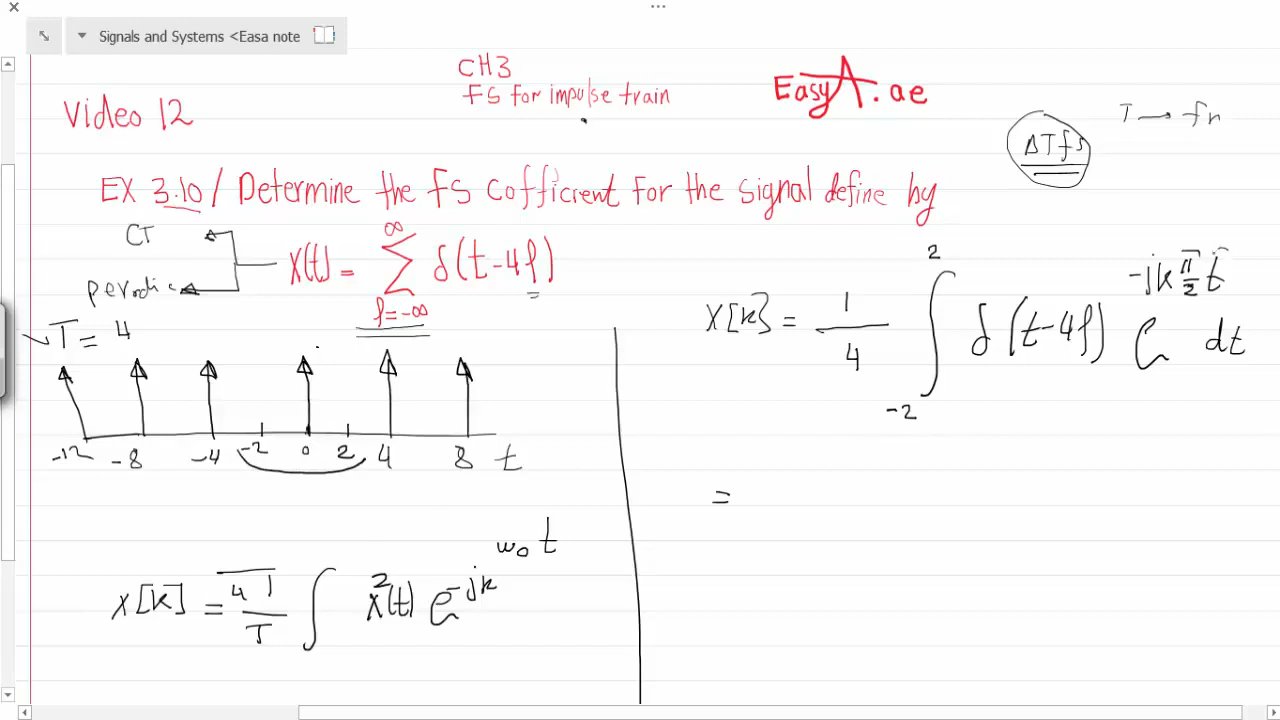 Signals and Systems <Easa note
CH3
FS for impulse train
EasyA.ae
Video 12
T → fn
DTfs
EX 3.10 / Determine the FS cofficient for the signal define by
CT
periodic
X(t) = ∞ Σ l=-∞ δ(t-4l)
T = 4
-12 -8 -4 -2 0 2 4 8 t
X[k] = 1/4 ∫ 2 -2 δ(t-4l) e -jk π/2 t dt
=
X[k] = 1/T ∫ x(t) e -jk ω₀ t